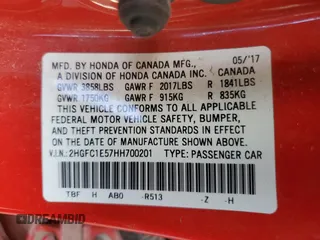 MFD. BY HONDA OF CANADA MFG.,
A DIVISION OF HONDA CANADA INC.
05/'17
CANADA
GVWR 3858LBS GAWR F 2017LBS R 1841LBS
GVWR 1750KG GAWR F 915KG R 835KG
THIS VEHICLE CONFORMS TO ALL APPLICABLE
FEDERAL MOTOR VEHICLE SAFETY, BUMPER,
AND THEFT PREVENTION STANDARDS IN EFFECT
ON THE DATE OF MANUFACTURE SHOWN ABOVE.
V.I.N:2HGFC1E57HH700201 TYPE:PASSENGER CAR
TBF H AB0 -R513 -Z -H
DREAMBID